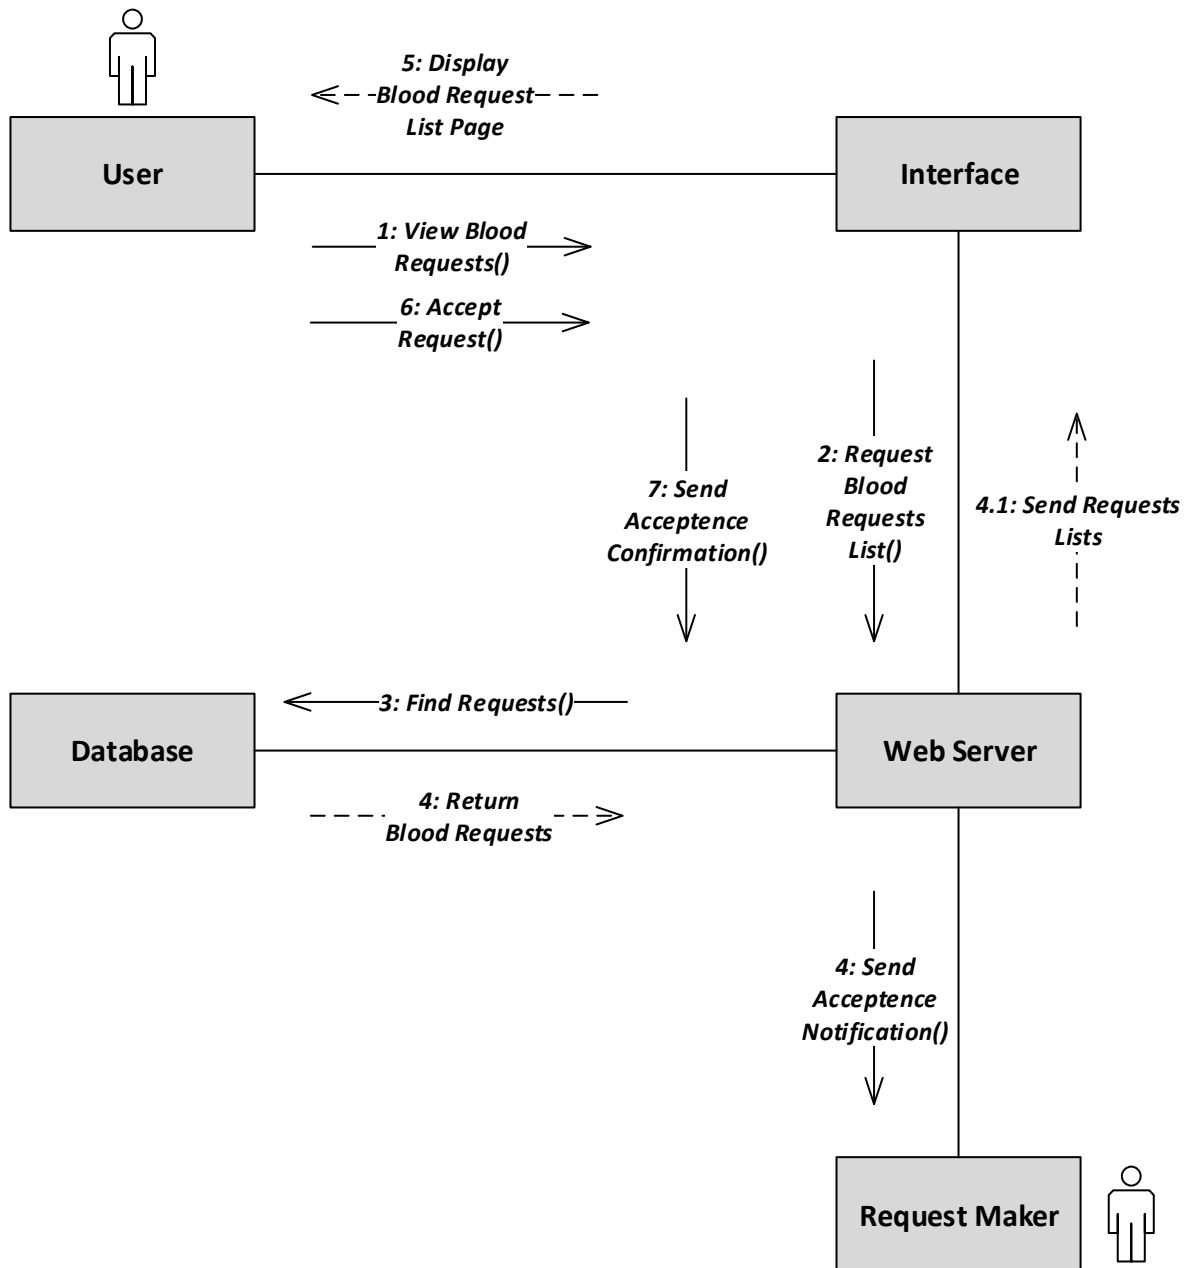 5: Display
Blood Request
List Page
User
Interface
1: View Blood
Requests()
6: Accept
Request()
7: Send
Acceptence
Confirmation()
2: Request
Blood
Requests
List()
4.1: Send Requests
Lists
3: Find Requests()
Database
Web Server
4: Return
Blood Requests
4: Send
Acceptence
Notification()
Request Maker